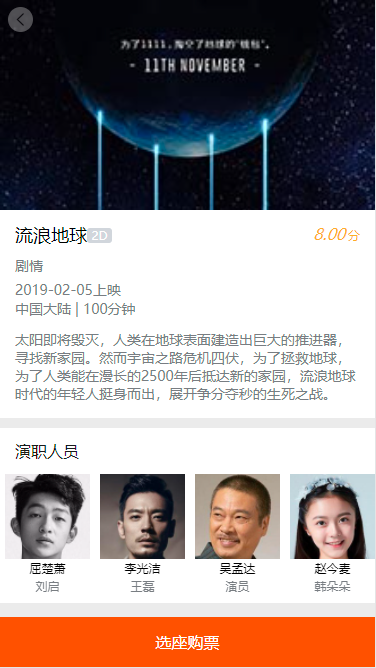 为了1111，掏空了地球的“钱包”。
- 11TH NOVEMBER -
流浪地球 2D 8.00分
剧情
2019-02-05上映
中国大陆 | 100分钟
太阳即将毁灭，人类在地球表面建造出巨大的推进器，
寻找新家园。然而宇宙之路危机四伏，为了拯救地球，
为了人类能在漫长的2500年后抵达新的家园，流浪地球
时代的年轻人挺身而出，展开争分夺秒的生死之战。
演职人员
屈楚萧 李光洁 吴孟达 赵今麦
刘启 王磊 演员 韩朵朵
选座购票